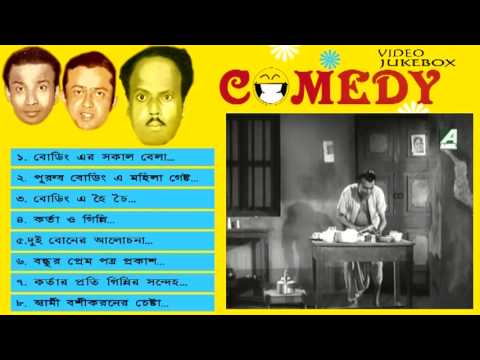 VIDEO
JUKEBOX
COMEDY
১. বোর্ডিং এর সকাল বেলা...
২. পুরুষ বোর্ডিং এ মহিলা গেষ্ট...
৩. বোর্ডিং এ হৈ চৈ...
৪. কর্তা ও গিন্নি...
৫.দুই বোনের আলোচনা...
৬. বন্ধুর প্রেম পত্র প্রকাশ...
৭. কর্তার প্রতি গিন্নির সন্দেহ...
৮. স্বামী বশীকরনের চেষ্টা...